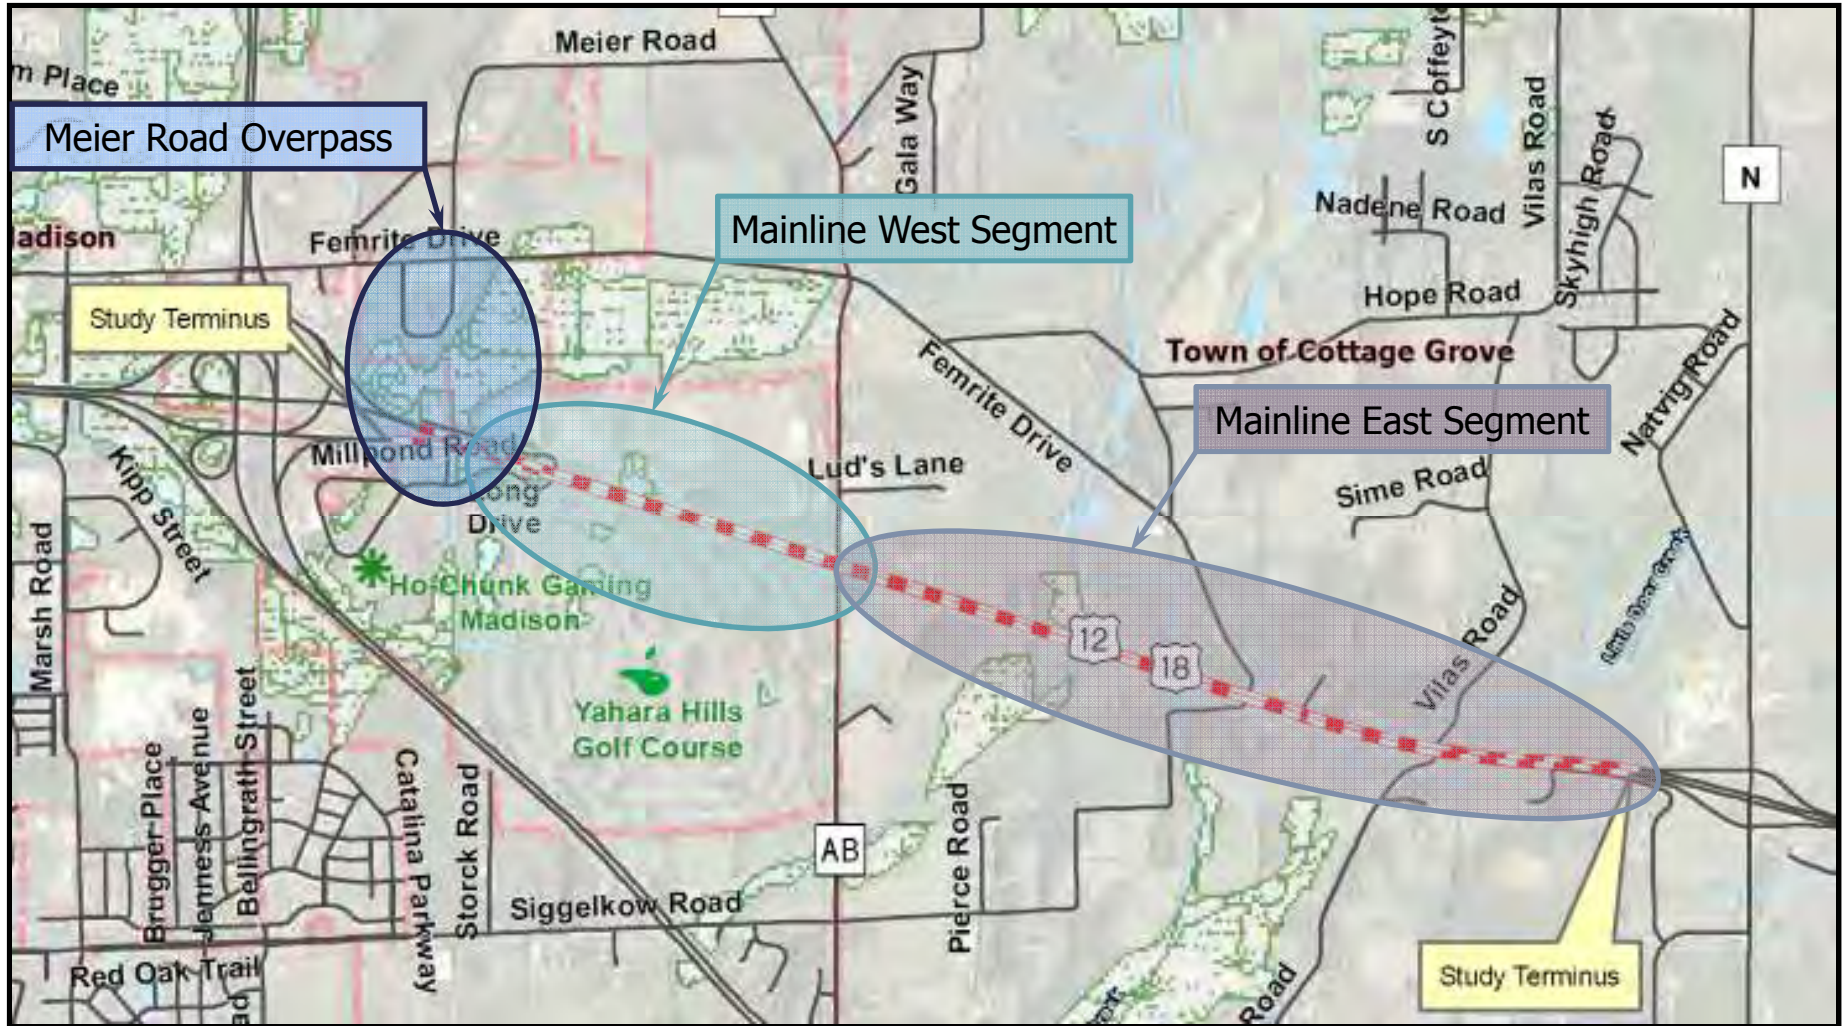 Meier Road
m Place
S Coffeyt
Vilas Road
Gala Way
Skyhigh Road
Meier Road Overpass
N
Nadene Road
Mainline West Segment
adison
Femrite Drive
Hope Road
Study Terminus
Natvig Road
Town of Cottage Grove
Femrite Drive
Mainline East Segment
Millpond Road
Kipp Street
Lud's Lane
Sime Road
ong
Drive
Marsh Road
Ho-Chunk Gaming
Madison
12
18
Vilas Road
Yahara Hills
Golf Course
Brugger Place
Jenness Avenue
Bellingrath Street
Catalina Parkway
Storck Road
AB
Pierce Road
Siggelkow Road
Red Oak Trail
ad
Road
Study Terminus